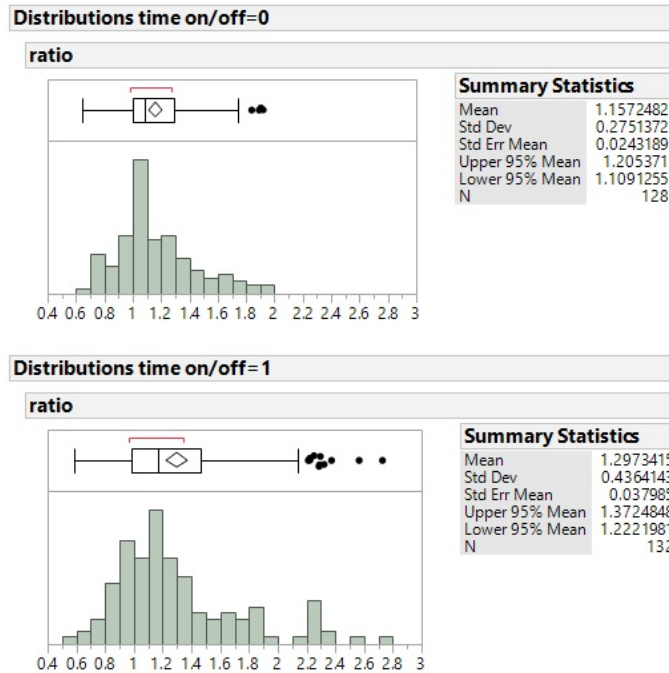 Distributions time on/off=0
ratio
Summary Statistics
Mean 1.1572482
Std Dev 0.2751372
Std Err Mean 0.0243189
Upper 95% Mean 1.205371
Lower 95% Mean 1.1091255
N 128
0.4 0.6 0.8 1 1.2 1.4 1.6 1.8 2 2.2 2.4 2.6 2.8 3
Distributions time on/off=1
ratio
Summary Statistics
Mean 1.2973415
Std Dev 0.4364143
Std Err Mean 0.037985
Upper 95% Mean 1.3724848
Lower 95% Mean 1.2221981
N 132
0.4 0.6 0.8 1 1.2 1.4 1.6 1.8 2 2.2 2.4 2.6 2.8 3